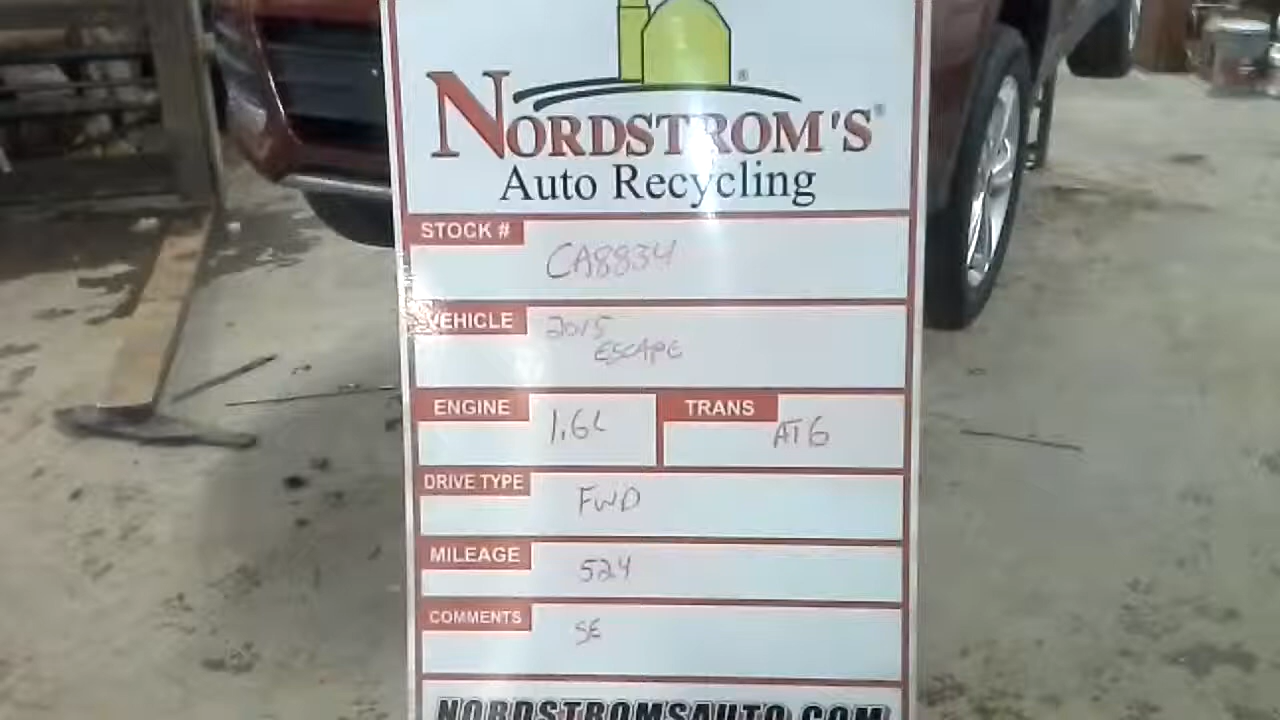 NORDSTROM'S®
Auto Recycling
STOCK # CA8834
VEHICLE 2015
ESCAPE
ENGINE 1.6L TRANS AT6
DRIVE TYPE FWD
MILEAGE 524
COMMENTS SE
NORDSTROMSAUTO.COM